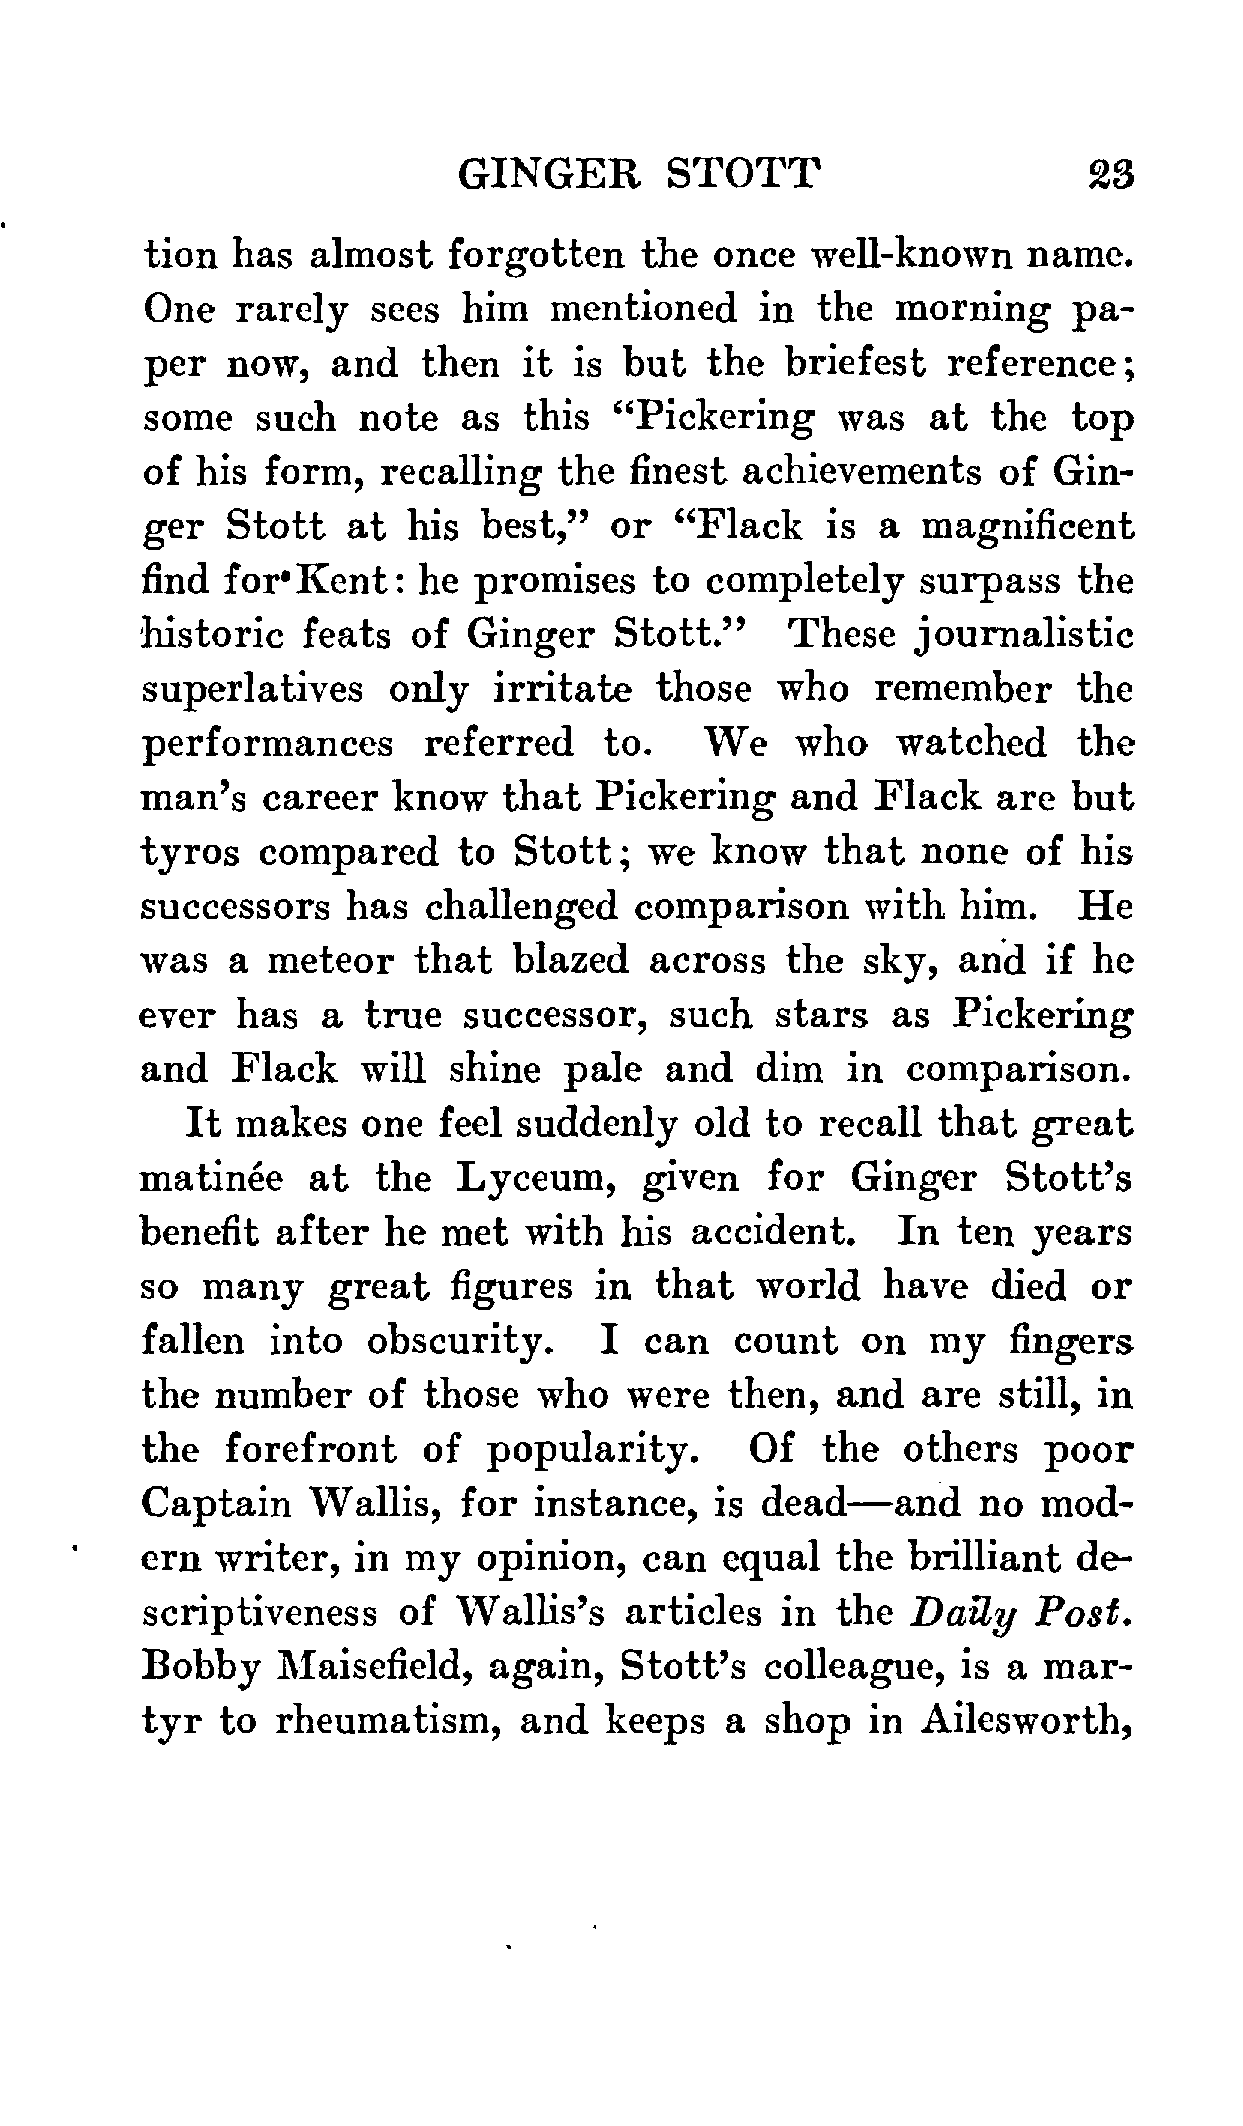 GINGER STOTT 23
tion has almost forgotten the once well-known name.
One rarely sees him mentioned in the morning pa-
per now, and then it is but the briefest reference;
some such note as this “Pickering was at the top
of his form, recalling the finest achievements of Gin-
ger Stott at his best,” or “Flack is a magnificent
find for Kent: he promises to completely surpass the
historic feats of Ginger Stott.” These journalistic
superlatives only irritate those who remember the
performances referred to. We who watched the
man’s career know that Pickering and Flack are but
tyros compared to Stott; we know that none of his
successors has challenged comparison with him. He
was a meteor that blazed across the sky, and if he
ever has a true successor, such stars as Pickering
and Flack will shine pale and dim in comparison.
It makes one feel suddenly old to recall that great
matinée at the Lyceum, given for Ginger Stott’s
benefit after he met with his accident. In ten years
so many great figures in that world have died or
fallen into obscurity. I can count on my fingers
the number of those who were then, and are still, in
the forefront of popularity. Of the others poor
Captain Wallis, for instance, is dead—and no mod-
ern writer, in my opinion, can equal the brilliant de-
scriptiveness of Wallis’s articles in the Daily Post.
Bobby Maisefield, again, Stott’s colleague, is a mar-
tyr to rheumatism, and keeps a shop in Ailesworth,